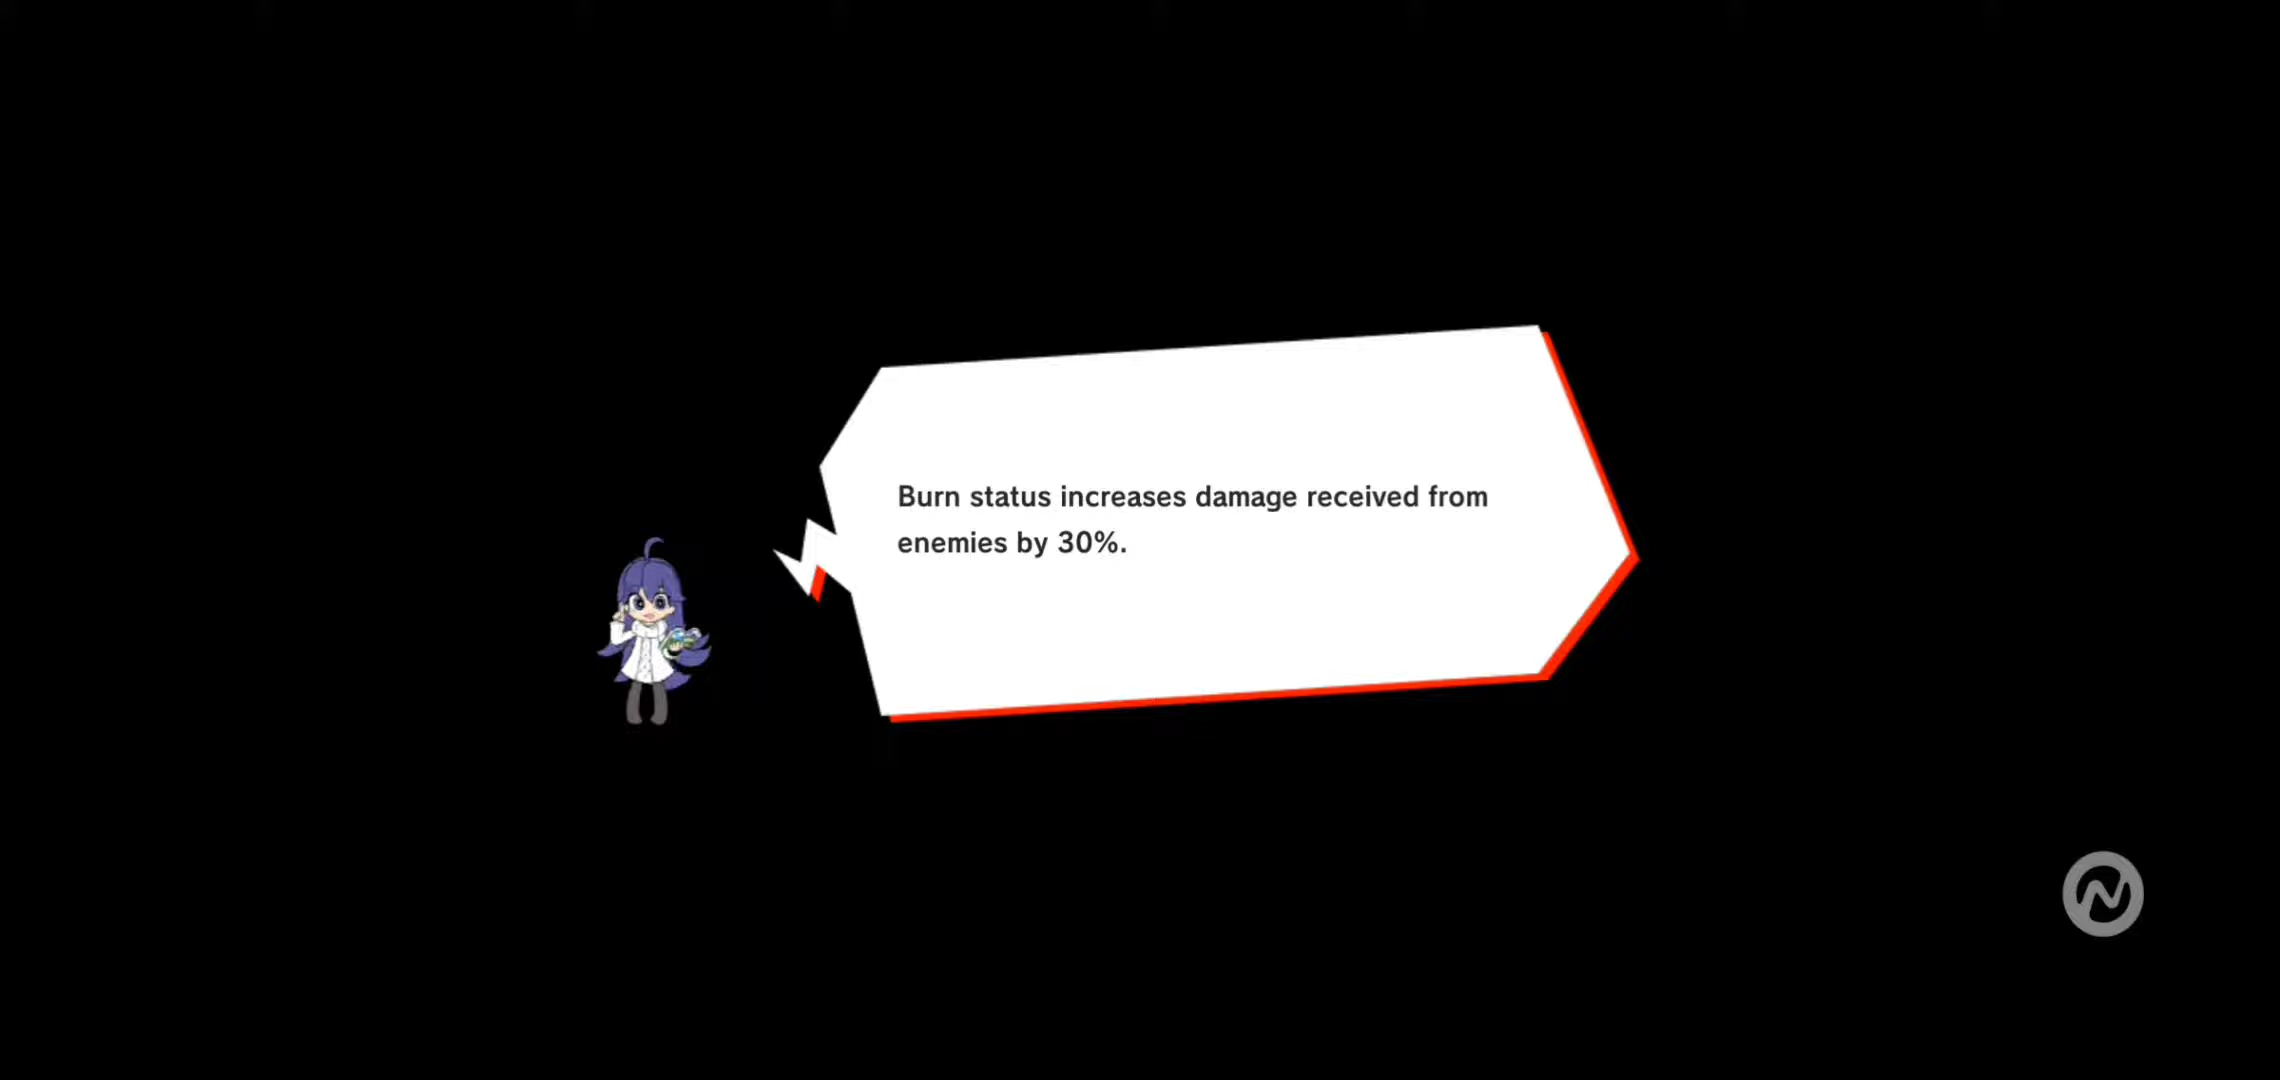 Burn status increases damage received from
enemies by 30%.